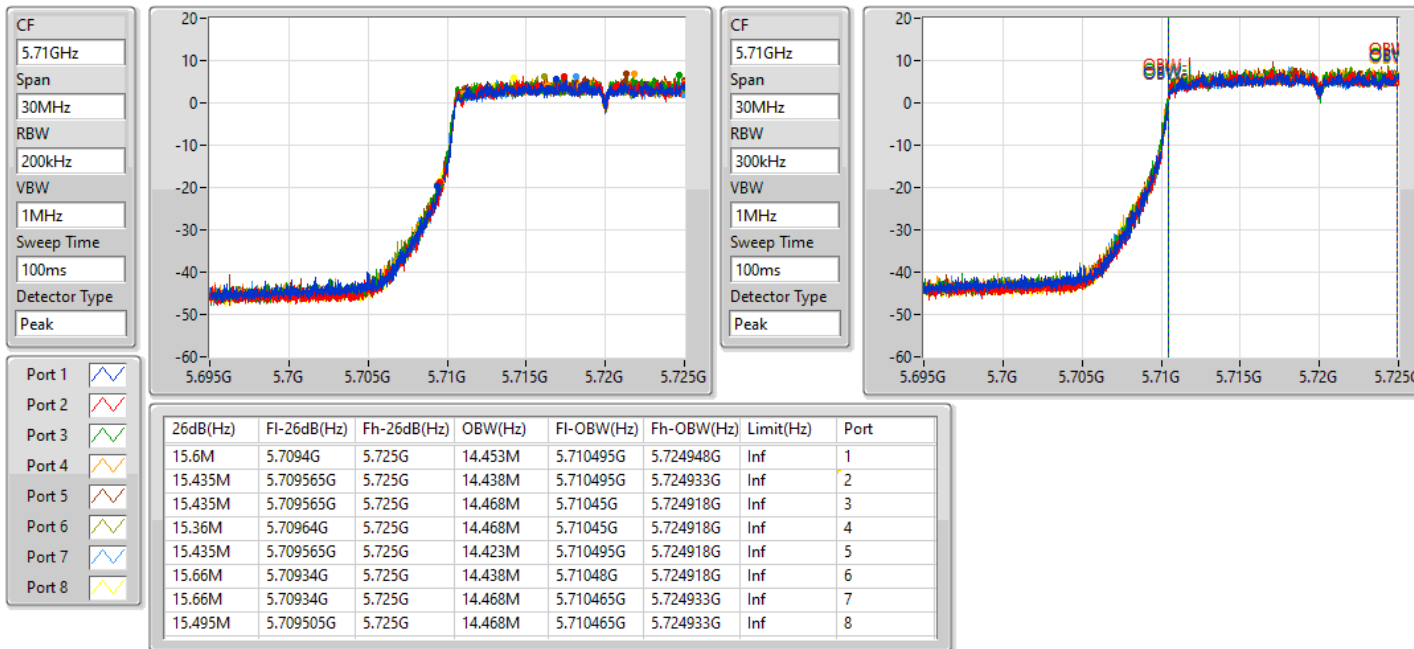 CF
5.71GHz
Span
30MHz
RBW
200kHz
VBW
1MHz
Sweep Time
100ms
Detector Type
Peak
20
10
0
-10
-20
-30
-40
-50
-60
5.695G 5.7G 5.705G 5.71G 5.715G 5.72G 5.725G
CF
5.71GHz
Span
30MHz
RBW
300kHz
VBW
1MHz
Sweep Time
100ms
Detector Type
Peak
20
10
0
-10
-20
-30
-40
-50
-60
5.695G 5.7G 5.705G 5.71G 5.715G 5.72G 5.725G
Port 1
Port 2
Port 3
Port 4
Port 5
Port 6
Port 7
Port 8
26dB(Hz) Fl-26dB(Hz) Fh-26dB(Hz) OBW(Hz) Fl-OBW(Hz) Fh-OBW(Hz) Limit(Hz) Port
15.6M 5.7094G 5.725G 14.453M 5.710495G 5.724948G Inf 1
15.435M 5.709565G 5.725G 14.438M 5.710495G 5.724933G Inf 2
15.435M 5.709565G 5.725G 14.468M 5.71045G 5.724918G Inf 3
15.36M 5.70964G 5.725G 14.468M 5.71045G 5.724918G Inf 4
15.435M 5.709565G 5.725G 14.423M 5.710495G 5.724918G Inf 5
15.66M 5.70934G 5.725G 14.438M 5.71048G 5.724918G Inf 6
15.66M 5.70934G 5.725G 14.468M 5.710465G 5.724933G Inf 7
15.495M 5.709505G 5.725G 14.468M 5.710465G 5.724933G Inf 8